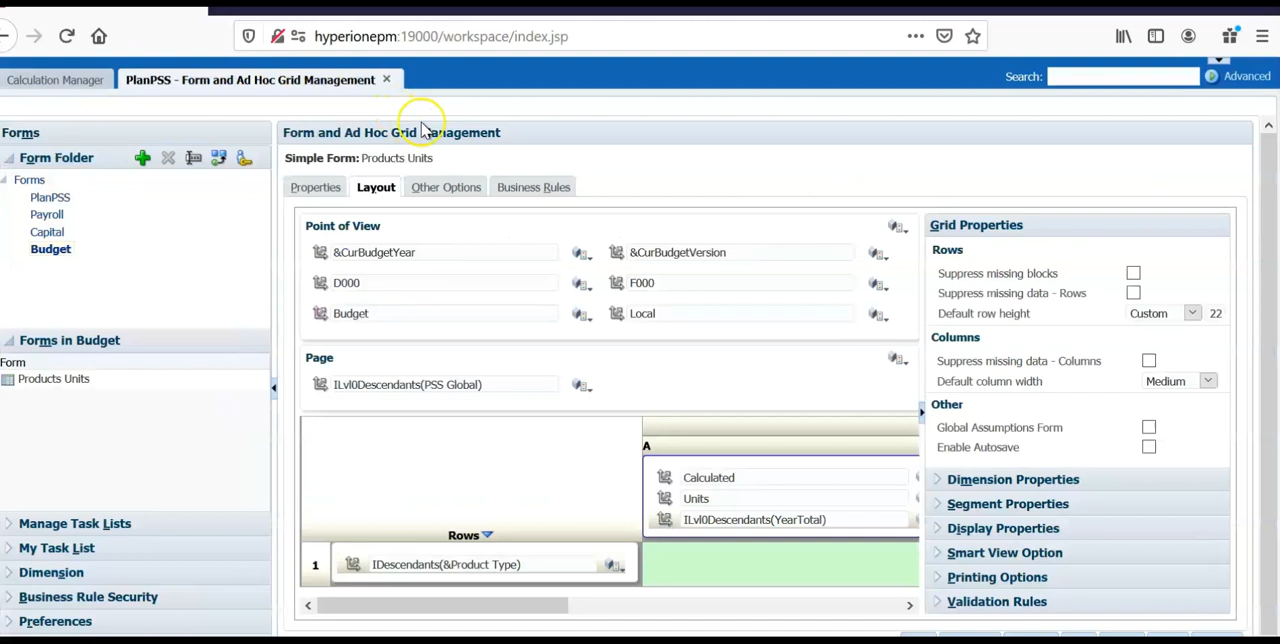 hyperionepm:19000/workspace/index.jsp
Calculation Manager
PlanPSS - Form and Ad Hoc Grid Management
Search:
Advanced
Forms
Form Folder
Forms
PlanPSS
Payroll
Capital
Budget
Forms in Budget
Form
Products Units
Manage Task Lists
My Task List
Dimension
Business Rule Security
Preferences
Form and Ad Hoc Grid Management
Simple Form: Products Units
Properties
Layout
Other Options
Business Rules
Point of View
&CurBudgetYear
&CurBudgetVersion
D000
F000
Budget
Local
Page
ILvl0Descendants(PSS Global)
A
Calculated
Units
ILvl0Descendants(YearTotal)
Rows
1
IDescendants(&Product Type)
Grid Properties
Rows
Suppress missing blocks
Suppress missing data - Rows
Default row height
Custom
22
Columns
Suppress missing data - Columns
Default column width
Medium
Other
Global Assumptions Form
Enable Autosave
Dimension Properties
Segment Properties
Display Properties
Smart View Option
Printing Options
Validation Rules